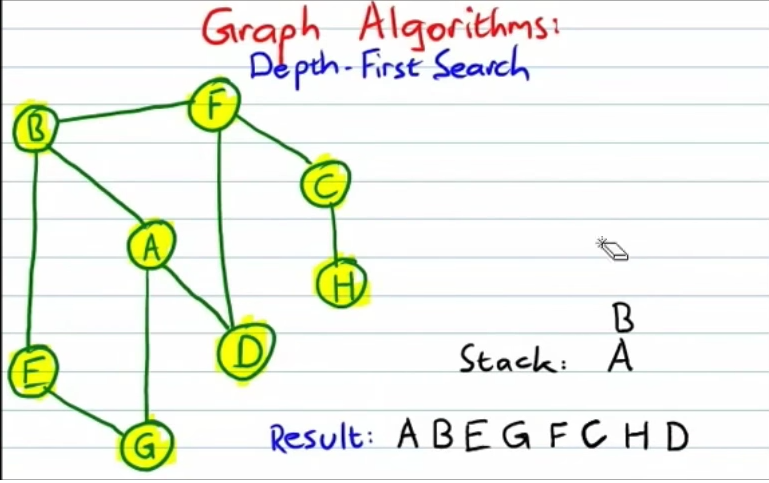 Graph Algorithms:
Depth-First Search
F
B
C
A
H
B
D
Stack: A
E
G
Result: A B E G F C H D